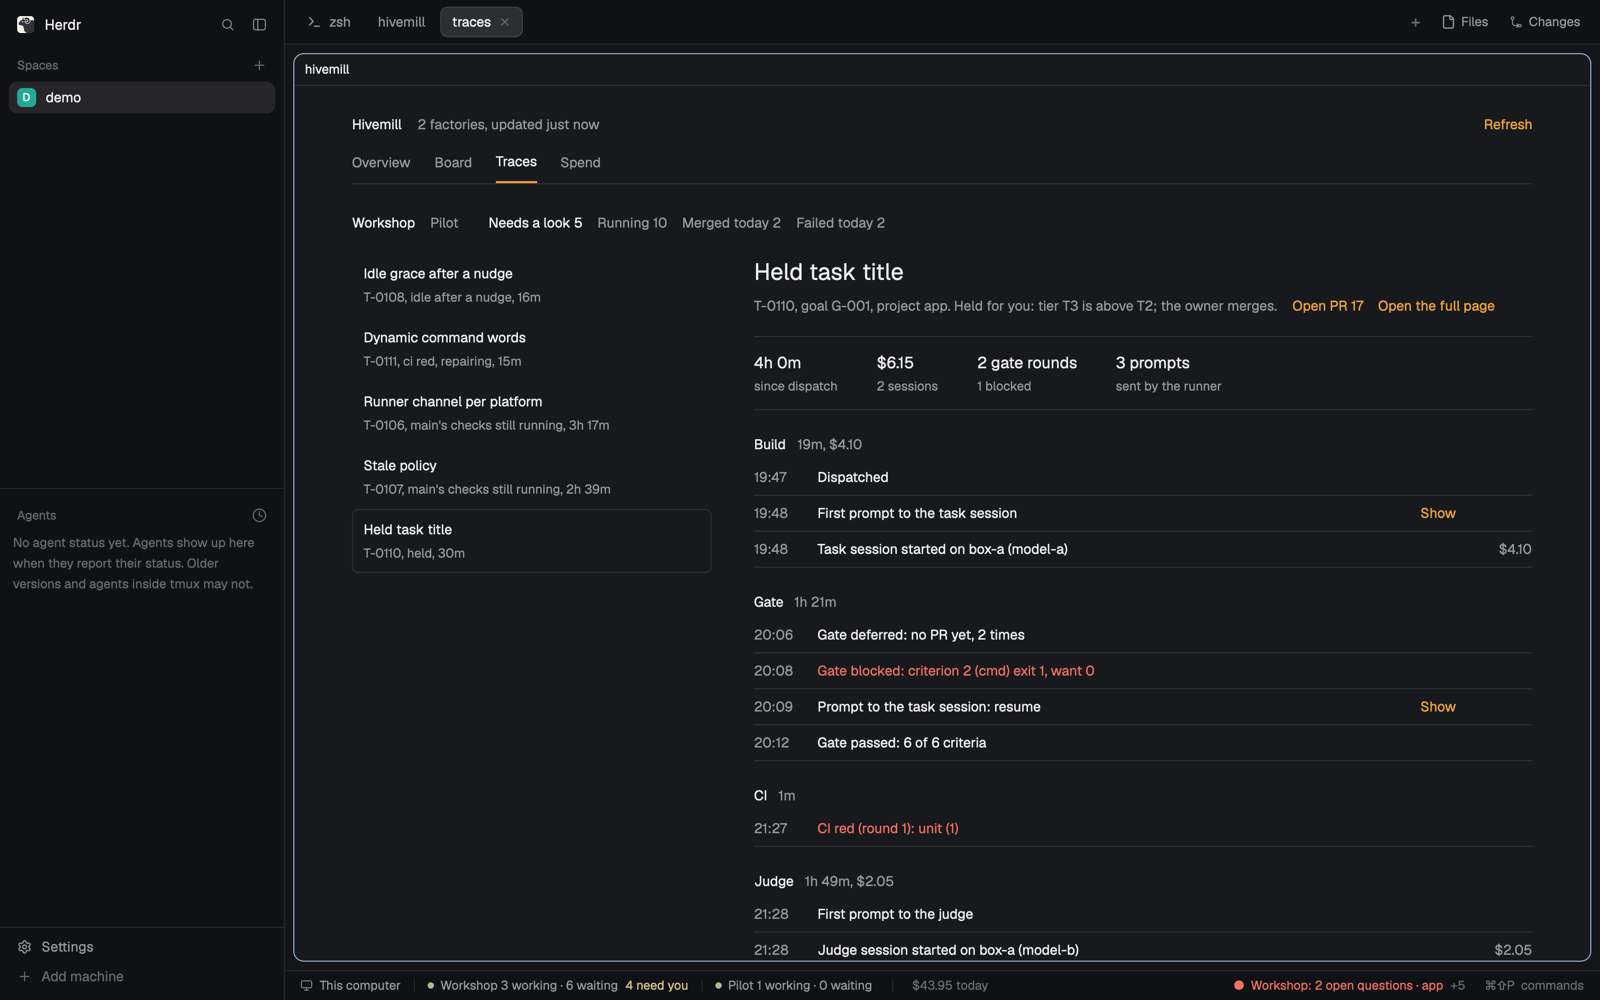 Herdr
Spaces
D demo
Agents
No agent status yet. Agents show up here
when they report their status. Older
versions and agents inside tmux may not.
Settings
Add machine
zsh
hivemill
traces
Files
Changes
hivemill
Hivemill 2 factories, updated just now
Refresh
Overview Board Traces Spend
Workshop Pilot Needs a look 5 Running 10 Merged today 2 Failed today 2
Idle grace after a nudge
T-0108, idle after a nudge, 16m
Dynamic command words
T-0111, ci red, repairing, 15m
Runner channel per platform
T-0106, main's checks still running, 3h 17m
Stale policy
T-0107, main's checks still running, 2h 39m
Held task title
T-0110, held, 30m
Held task title
T-0110, goal G-001, project app. Held for you: tier T3 is above T2; the owner merges. Open PR 17 Open the full page
4h 0m $6.15 2 gate rounds 3 prompts
since dispatch 2 sessions 1 blocked sent by the runner
Build 19m, $4.10
19:47 Dispatched
19:48 First prompt to the task session Show
19:48 Task session started on box-a (model-a) $4.10
Gate 1h 21m
20:06 Gate deferred: no PR yet, 2 times
20:08 Gate blocked: criterion 2 (cmd) exit 1, want 0
20:09 Prompt to the task session: resume Show
20:12 Gate passed: 6 of 6 criteria
CI 1m
21:27 CI red (round 1): unit (1)
Judge 1h 49m, $2.05
21:28 First prompt to the judge
21:28 Judge session started on box-a (model-b) $2.05
This computer Workshop 3 working · 6 waiting 4 need you Pilot 1 working · 0 waiting $43.95 today Workshop: 2 open questions · app +5 ⌘⇧P commands